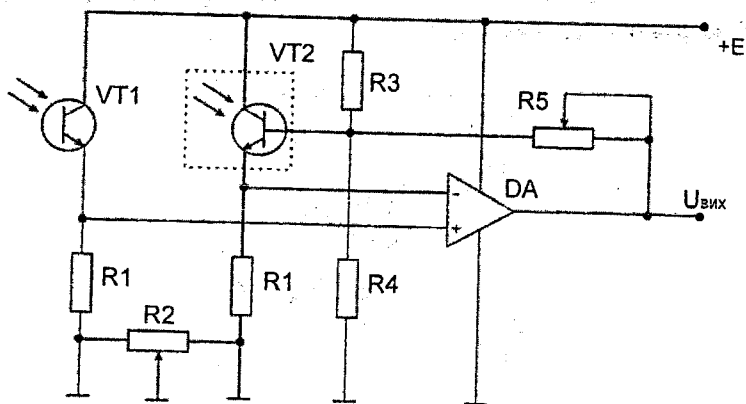 +E
VT2
R3
VT1
R5
DA
-
+
Uвих
R1
R1
R4
R2